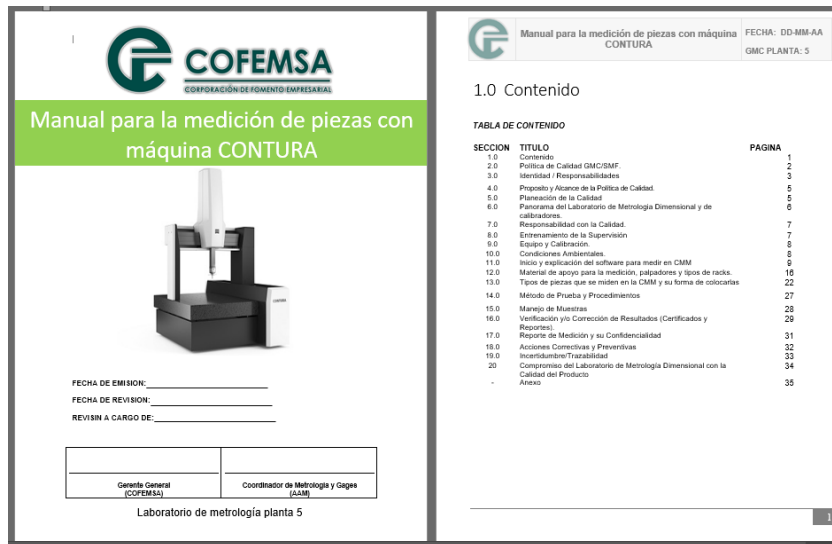 COFEMSA
CORPORACIÓN DE FOMENTO EMPRESARIAL
Manual para la medición de piezas con
máquina CONTURA
COFEMSA
CONTURA
FECHA DE EMISION:
FECHA DE REVISION:
REVISIN A CARGO DE:
Gerente General
(COFEMSA)
Coordinador de Metrologia y Gages
(AAM)
Laboratorio de metrología planta 5
Manual para la medición de piezas con máquina
CONTURA
FECHA: DD-MM-AA
GMC PLANTA: 5
1.0 Contenido
TABLA DE CONTENIDO
SECCION TITULO PAGINA
1.0 Contenido 1
2.0 Política de Calidad GMC/SMF. 2
3.0 Identidad / Responsabilidades 3
4.0 Proposito y Alcance de la Política de Calidad. 5
5.0 Planeación de la Calidad 5
6.0 Panorama del Laboratorio de Metrologia Dimensional y de 6
calibradores.
7.0 Responsabilidad con la Calidad. 7
8.0 Entrenamiento de la Supervisión 7
9.0 Equipo y Calibración. 8
10.0 Condiciones Ambientales. 8
11.0 Inicio y explicación del software para medir en CMM 9
12.0 Material de apoyo para la medición, palpadores y tipos de racks. 16
13.0 Tipos de piezas que se miden en la CMM y su forma de colocarlas 22
14.0 Método de Prueba y Procedimientos 27
15.0 Manejo de Muestras 28
16.0 Verificación y/o Corrección de Resultados (Certificados y 29
Reportes).
17.0 Reporte de Medición y su Confidencialidad 31
18.0 Acciones Correctivas y Preventivas 32
19.0 Incertidumbre/Trazabilidad 33
20 Compromiso del Laboratorio de Metrología Dimensional con la 34
Calidad del Producto
- Anexo 35
1